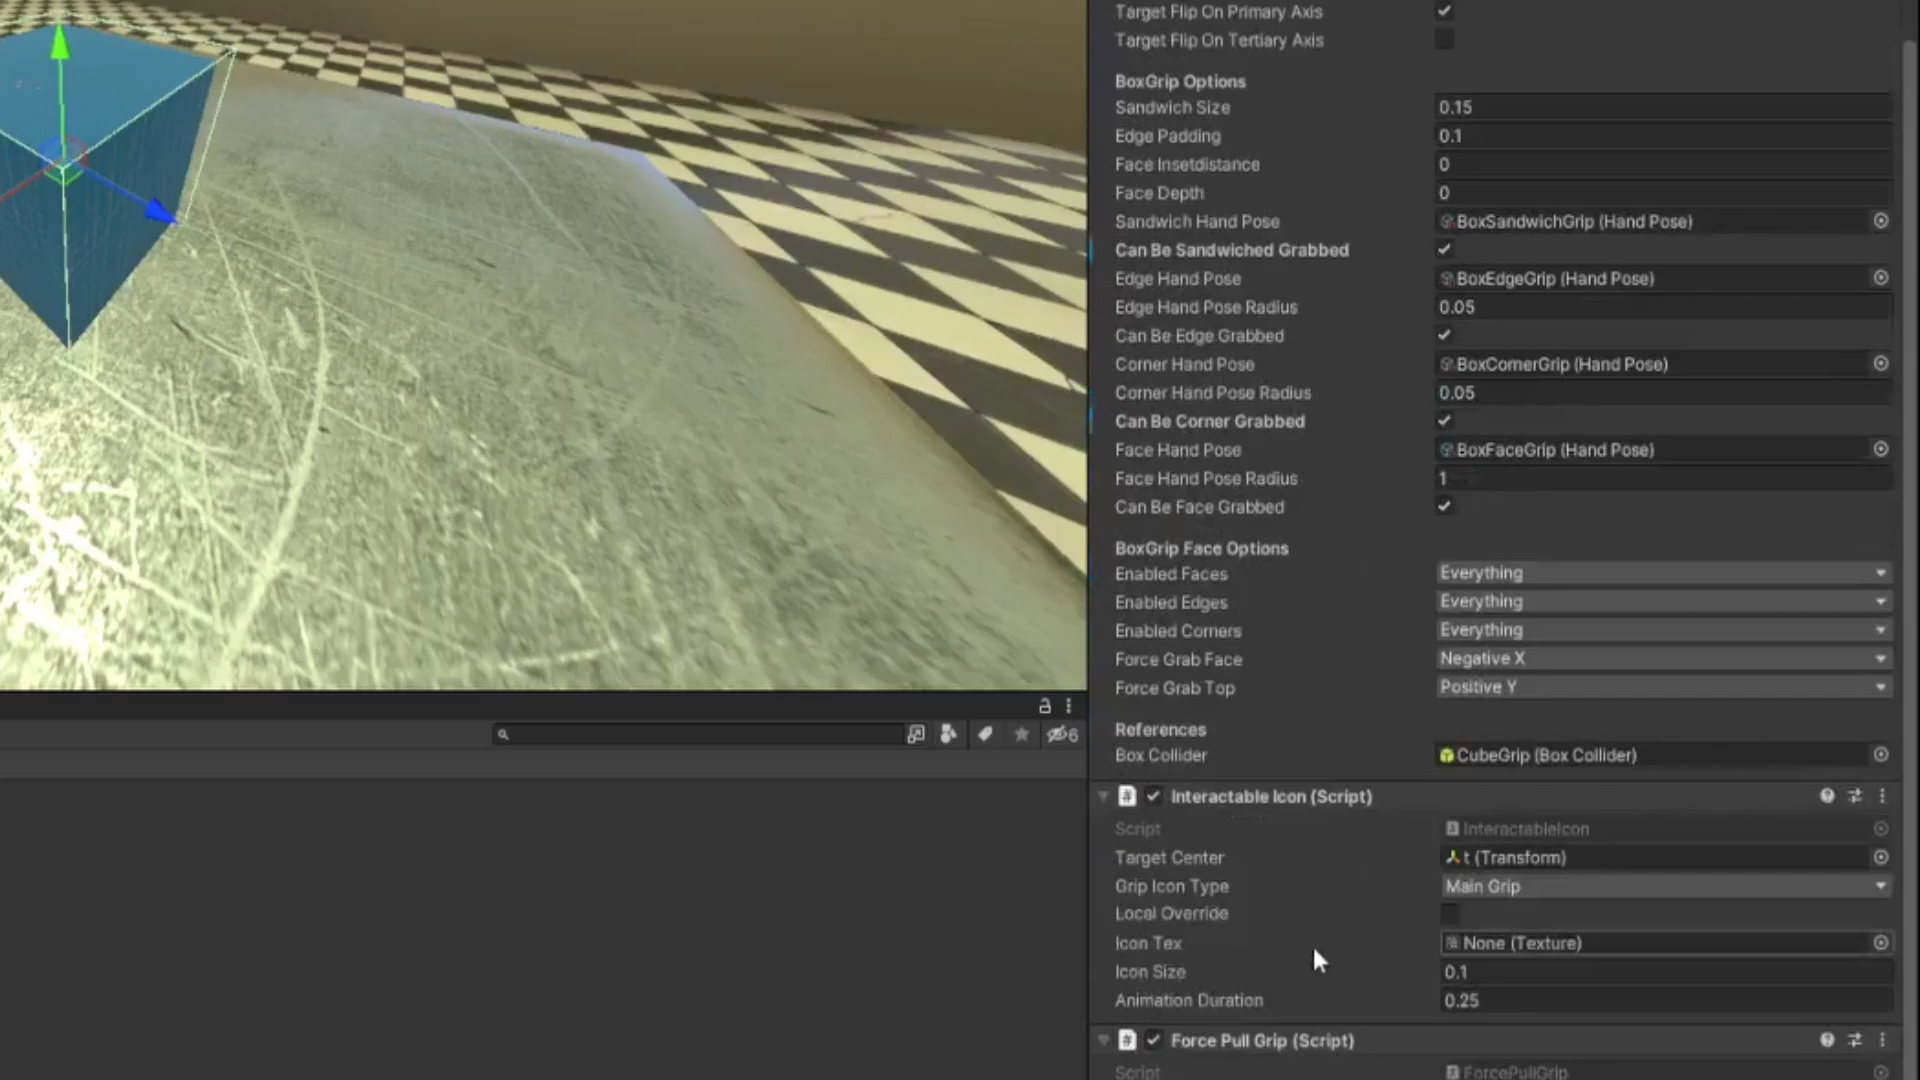 Target Flip On Primary Axis
Target Flip On Tertiary Axis
BoxGrip Options
Sandwich Size 0.15
Edge Padding 0.1
Face Insetdistance 0
Face Depth 0
Sandwich Hand Pose BoxSandwichGrip (Hand Pose)
Can Be Sandwiched Grabbed
Edge Hand Pose BoxEdgeGrip (Hand Pose)
Edge Hand Pose Radius 0.05
Can Be Edge Grabbed
Corner Hand Pose BoxCornerGrip (Hand Pose)
Corner Hand Pose Radius 0.05
Can Be Corner Grabbed
Face Hand Pose BoxFaceGrip (Hand Pose)
Face Hand Pose Radius 1
Can Be Face Grabbed
BoxGrip Face Options
Enabled Faces Everything
Enabled Edges Everything
Enabled Corners Everything
Force Grab Face Negative X
Force Grab Top Positive Y
6
References
Box Collider CubeGrip (Box Collider)
# Interactable Icon (Script)
Script InteractableIcon
Target Center t (Transform)
Grip Icon Type Main Grip
Local Override
Icon Tex None (Texture)
Icon Size 0.1
Animation Duration 0.25
# Force Pull Grip (Script)
Script ForcePullGrip